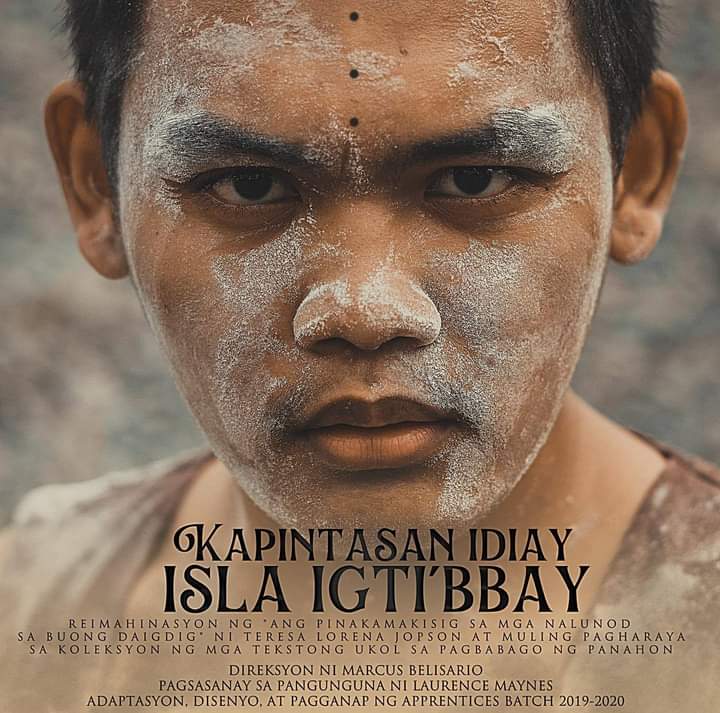 KAPINTASAN IDIAY
ISLA IGTI'BBAY
REIMAHINASYON NG "ANG PINAKAMAKISIG SA MGA NALUNOD
SA BUONG DAIGDIG" NI TERESA LORENA JOPSON AT MULING PAGHARAYA
SA KOLEKSYON NG MGA TEKSTONG UKOL SA PAGBABAGO NG PANAHON
DIREKSYON NI MARCUS BELISARIO
PAGSASANAY SA PANGUNGUNA NI LAURENCE MAYNES
ADAPTASYON, DISENYO, AT PAGGANAP NG APPRENTICES BATCH 2019-2020